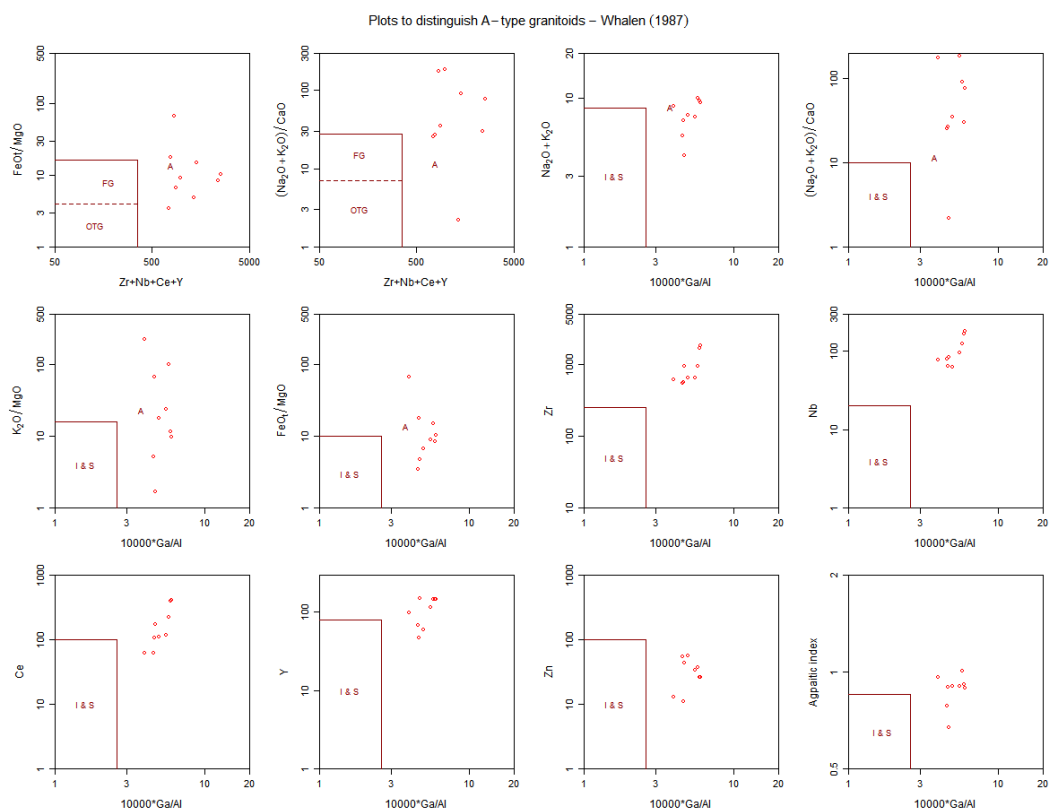 Plots to distinguish A-type granitoids - Whalen (1987)
FeOt/MgO
500
100
30
10
3
1
A
FG
OTG
50
500
5000
Zr+Nb+Ce+Y
(Na₂O+K₂O)/CaO
300
100
30
10
3
1
FG
A
OTG
50
500
5000
Zr+Nb+Ce+Y
Na₂O+K₂O
20
10
3
1
A
I & S
1
3
10
20
10000*Ga/Al
(Na₂O+K₂O)/CaO
100
10
1
A
I & S
1
3
10
20
10000*Ga/Al
K₂O/MgO
500
100
10
1
A
I & S
1
3
10
20
10000*Ga/Al
FeOₜ/MgO
500
100
10
1
A
I & S
1
3
10
20
10000*Ga/Al
Zr
5000
1000
100
10
I & S
1
3
10
20
10000*Ga/Al
Nb
300
100
10
1
I & S
1
3
10
20
10000*Ga/Al
Ce
1000
100
10
1
I & S
1
3
10
20
10000*Ga/Al
Y
100
10
1
I & S
1
3
10
20
10000*Ga/Al
Zn
1000
100
10
1
I & S
1
3
10
20
10000*Ga/Al
Agpaitic index
2
1
0.5
I & S
1
3
10
20
10000*Ga/Al